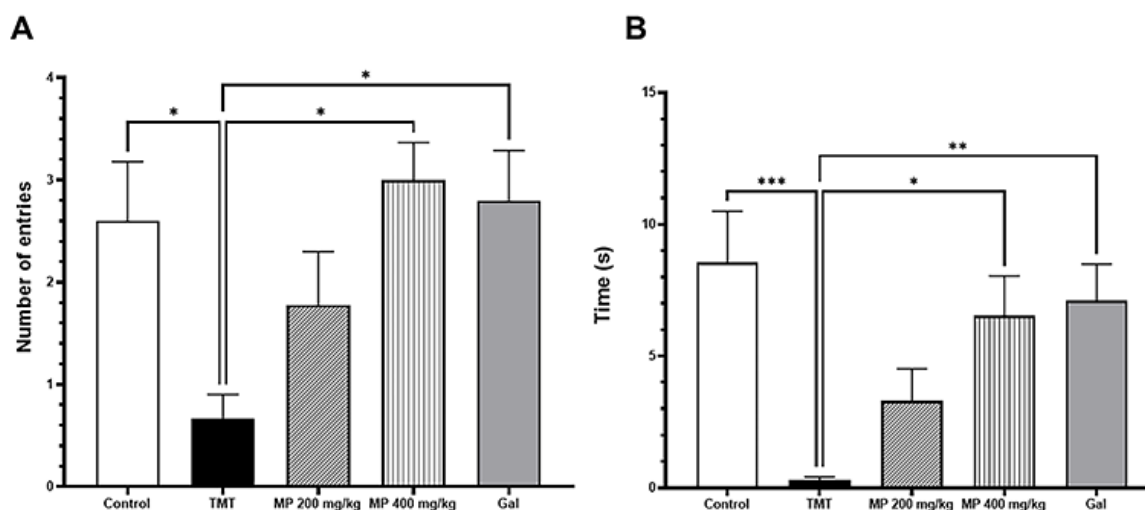 A
Number of entries
4
3
2
1
0
*
*
*
Control
TMT
MP 200 mg/kg
MP 400 mg/kg
Gal
B
Time (s)
15
10
5
0
**
***
*
Control
TMT
MP 200 mg/kg
MP 400 mg/kg
Gal